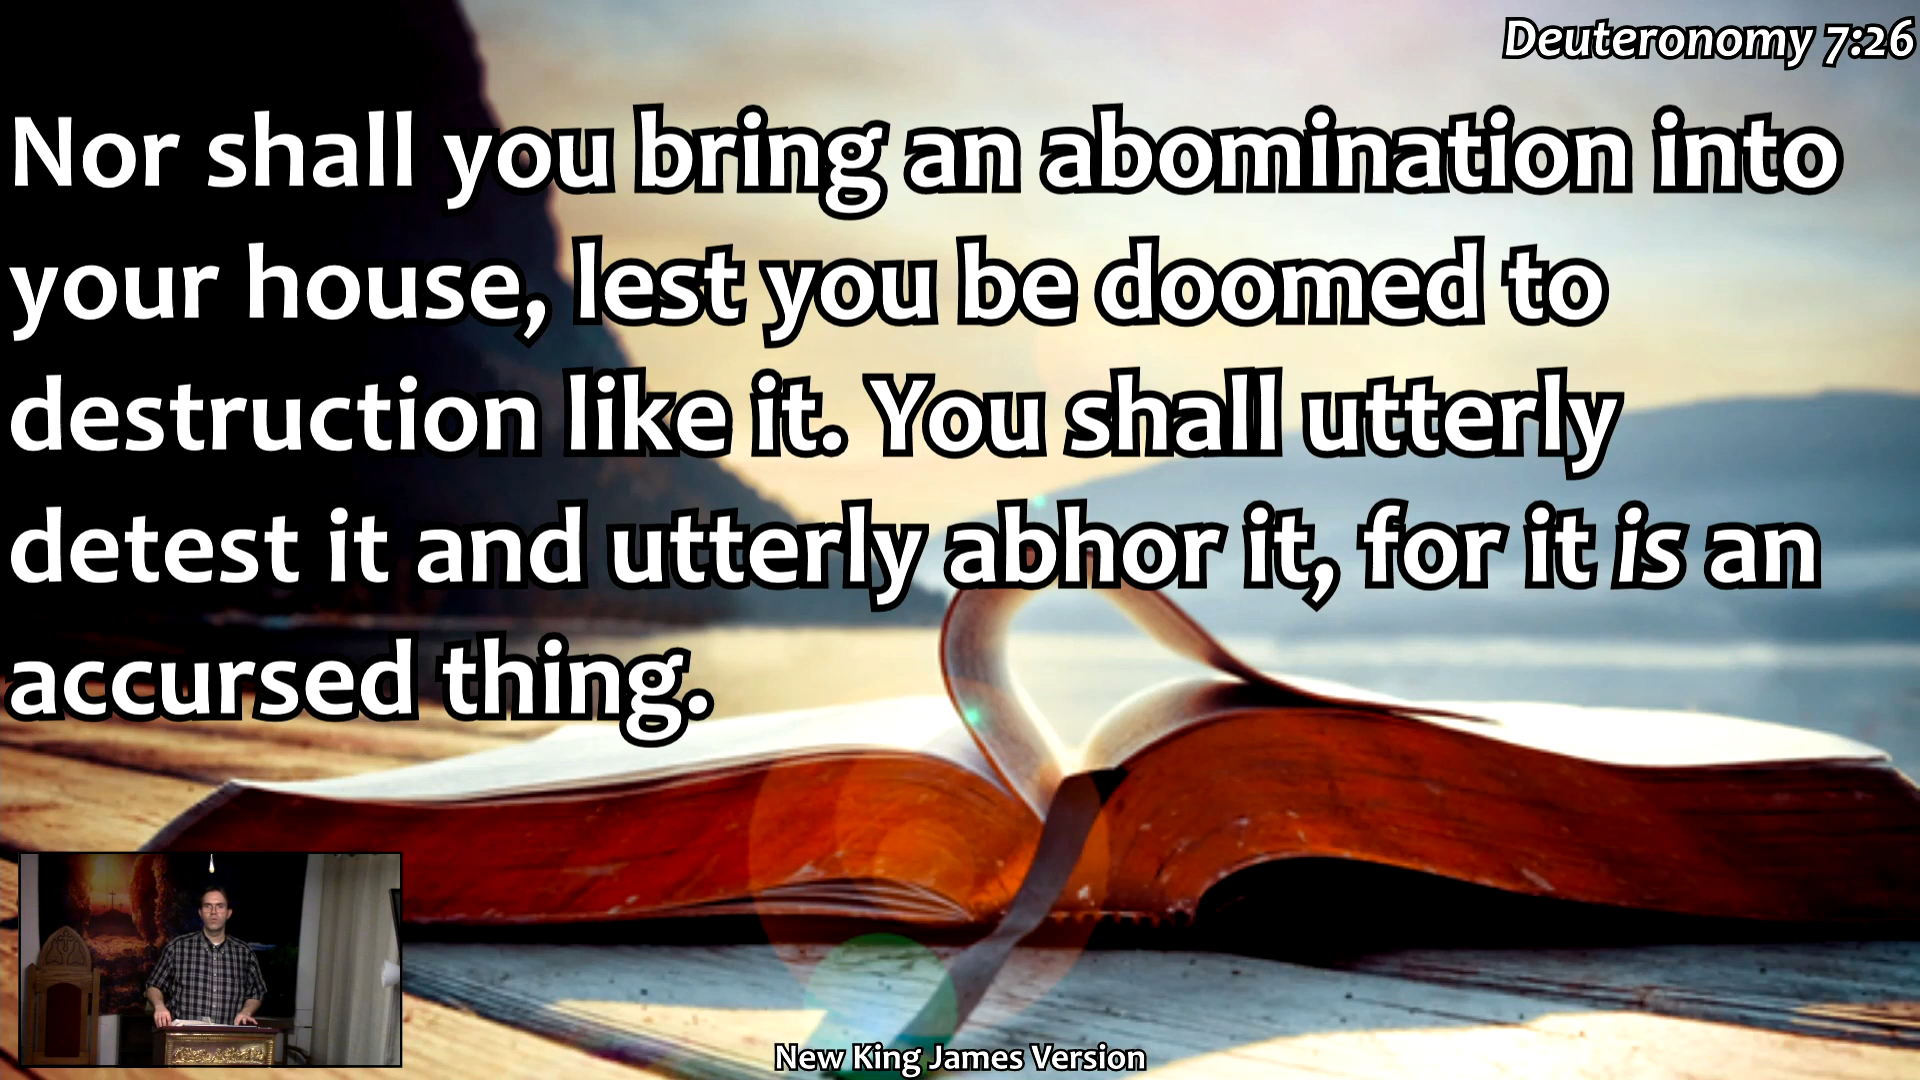 Deuteronomy 7:26
Nor shall you bring an abomination into
your house, lest you be doomed to
destruction like it. You shall utterly
detest it and utterly abhor it, for it is an
accursed thing.
New King James Version